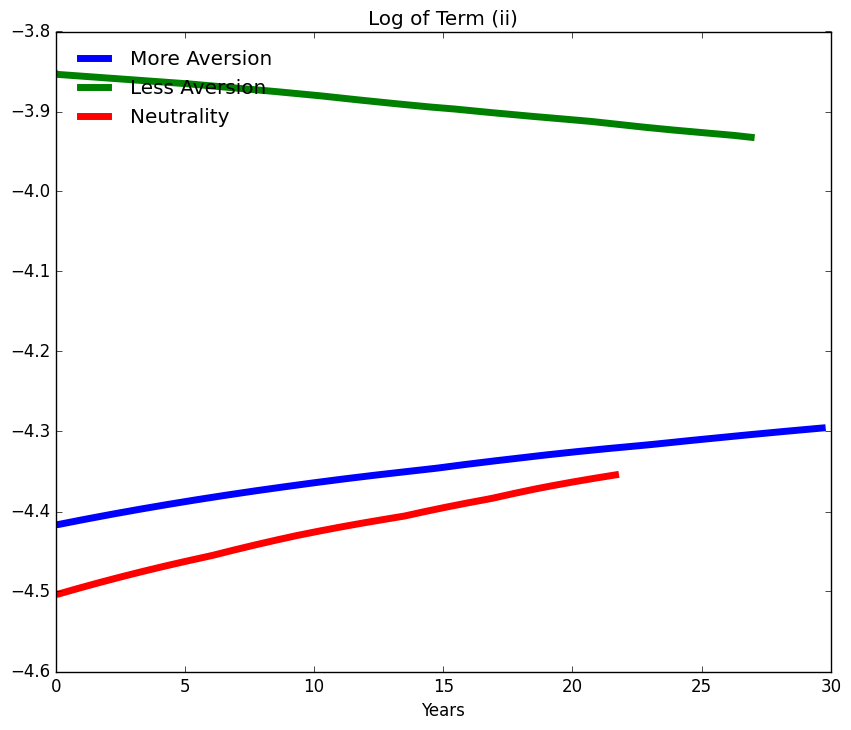 Log of Term (ii)
−3.8
−3.9
−4.0
−4.1
−4.2
−4.3
−4.4
−4.5
−4.6
More Aversion
Less Aversion
Neutrality
0 5 10 15 20 25 30
Years